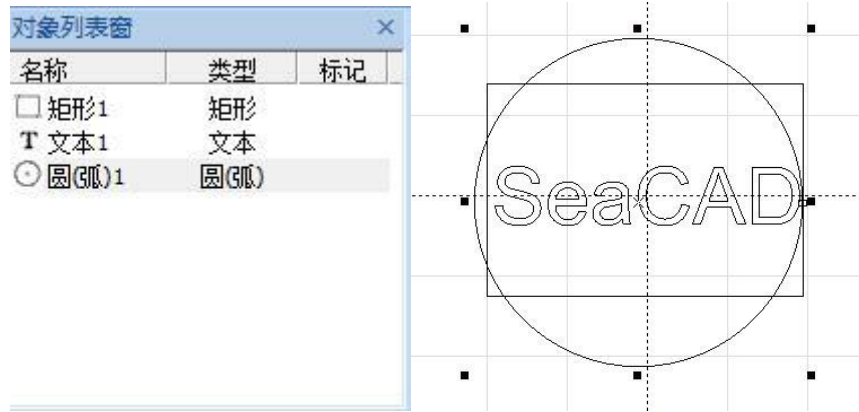 对象列表窗
名称 类型 标记
矩形1 矩形
T 文本1 文本
圆(弧)1 圆(弧)
SeaCAD